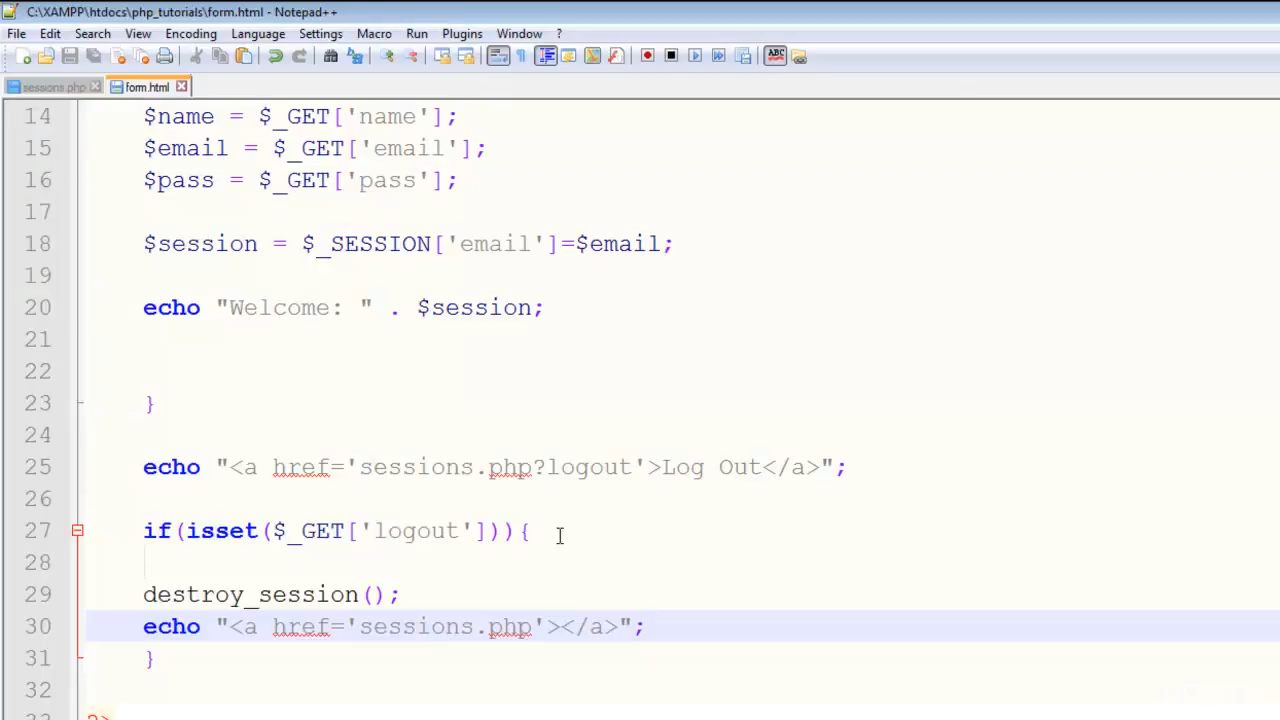 C:\XAMPP\htdocs\php_tutorials\form.html - Notepad++
File Edit Search View Encoding Language Settings Macro Run Plugins Window ?
ABC
sessions.php form.html
14 $name = $_GET['name'];
15 $email = $_GET['email'];
16 $pass = $_GET['pass'];
17
18 $session = $_SESSION['email']=$email;
19
20 echo "Welcome: " . $session;
21
22
23 }
24
25 echo "<a href='sessions.php?logout'>Log Out</a>";
26
27 if(isset($_GET['logout'])){
28
29 destroy_session();
30 echo "<a href='sessions.php'></a>";
31 }
32
33 ?>